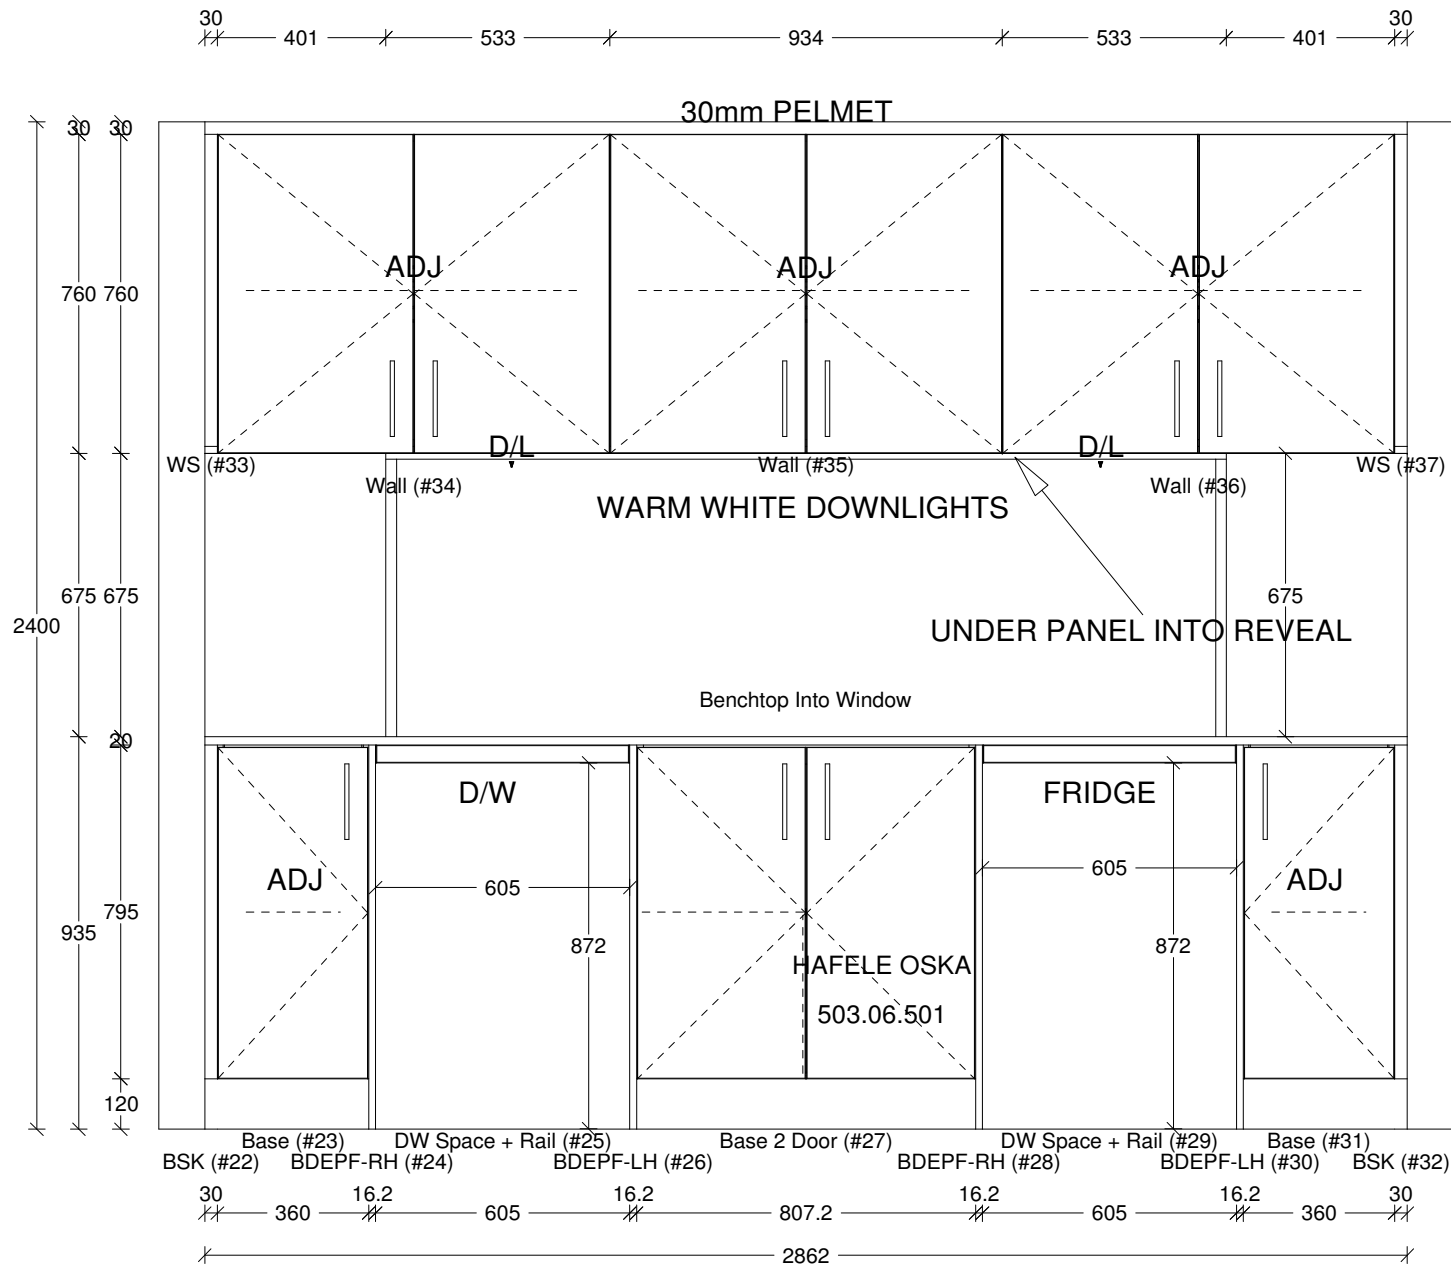 30 30
401 533 934 533 401
30mm PELMET
30 30
ADJ ADJ ADJ
760 760
D/L D/L
WS (#33) Wall (#35) WS (#37)
Wall (#34) Wall (#36)
WARM WHITE DOWNLIGHTS
675 675 675
2400
UNDER PANEL INTO REVEAL
Benchtop Into Window
20
D/W FRIDGE
605
ADJ ADJ
605
795
935
872 872
HAFELE OSKA
503.06.501
120
Base (#23) DW Space + Rail (#25) Base 2 Door (#27) DW Space + Rail (#29) Base (#31)
BSK (#22) BDEPF-RH (#24) BDEPF-LH (#26) BDEPF-RH (#28) BDEPF-LH (#30) BSK (#32)
30 16.2 16.2 16.2 16.2 30
360 605 807.2 605 360
2862